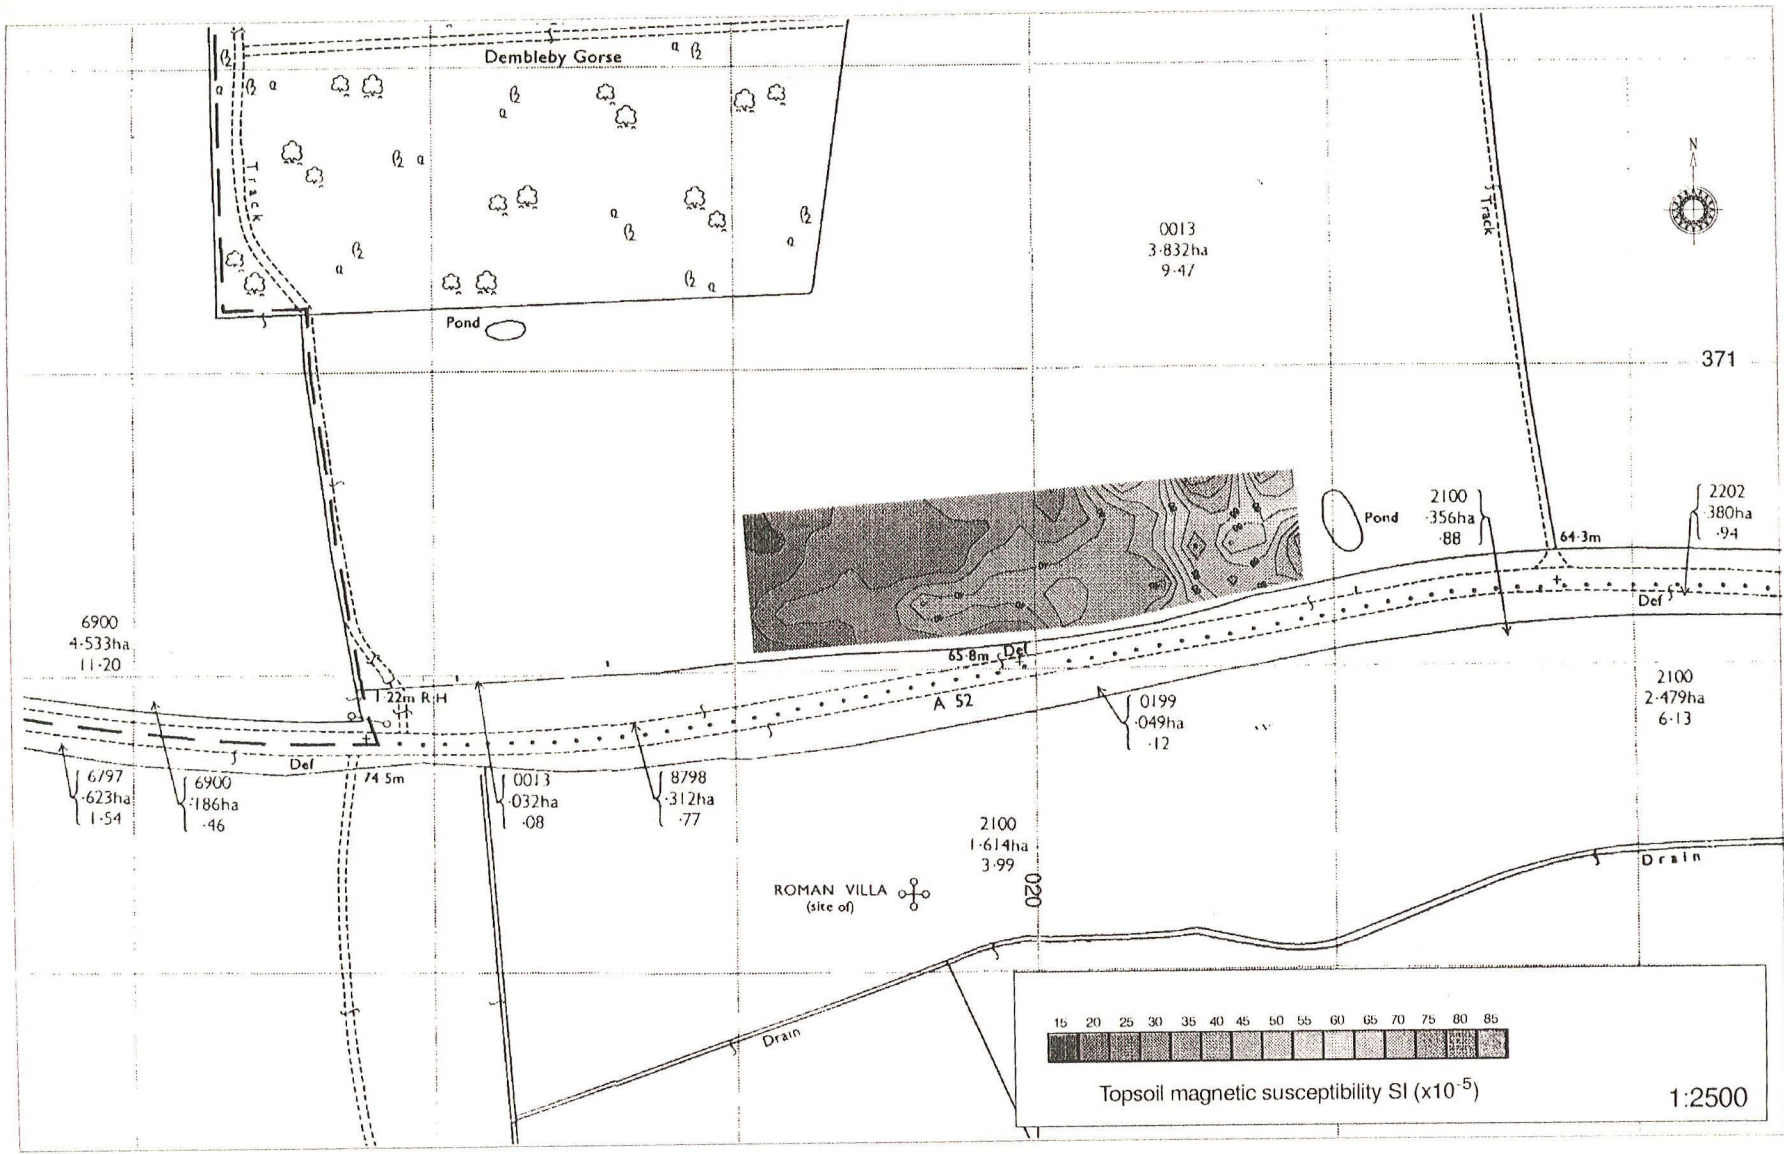 Dembleby Gorse
Track
N
Track
0013
3·832ha
9·47
Pond
371
2100
·356ha
·88
2202
·380ha
·94
Pond
64·3m
Def
6900
4·533ha
11·20
65·8m
Def
1·22m R H
A 52
0199
·049ha
·12
2100
2·479ha
6·13
Def
74·5m
6797
·623ha
1·54
6900
·186ha
·46
0013
·032ha
·08
8798
·312ha
·77
2100
1·614ha
3·99
ROMAN VILLA
(site of)
020
Drain
Drain
15 20 25 30 35 40 45 50 55 60 65 70 75 80 85
Topsoil magnetic susceptibility SI (x10⁻⁵)
1:2500